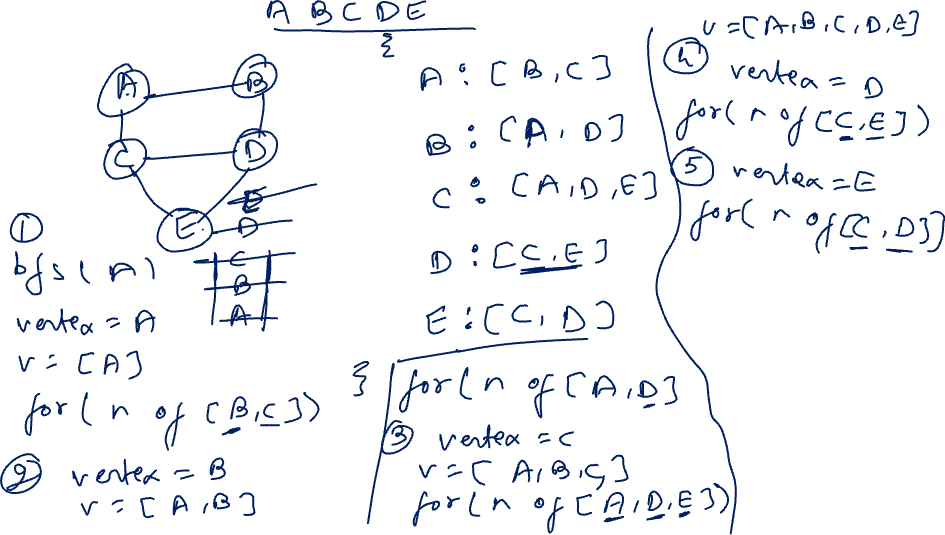 A B C D E
{
A : [ B, C ]
B : [ A, D ]
C : [ A, D, E ]
D : [ C, E ]
E : [ C, D ]
}
A
B
C
D
E
E
D
C
B
A
①
bfs ( A )
vertex = A
v = [ A ]
for ( n of [ B, C ] )
② vertex = B
v = [ A, B ]
for ( n of [ A, D ]
③ vertex = C
v = [ A, B, C ]
for ( n of [ A, D, E ] )
v = [ A, B, C, D, E ]
④ vertex = D
for ( n of [ C, E ] )
⑤ vertex = E
for ( n of [ C, D ] ]